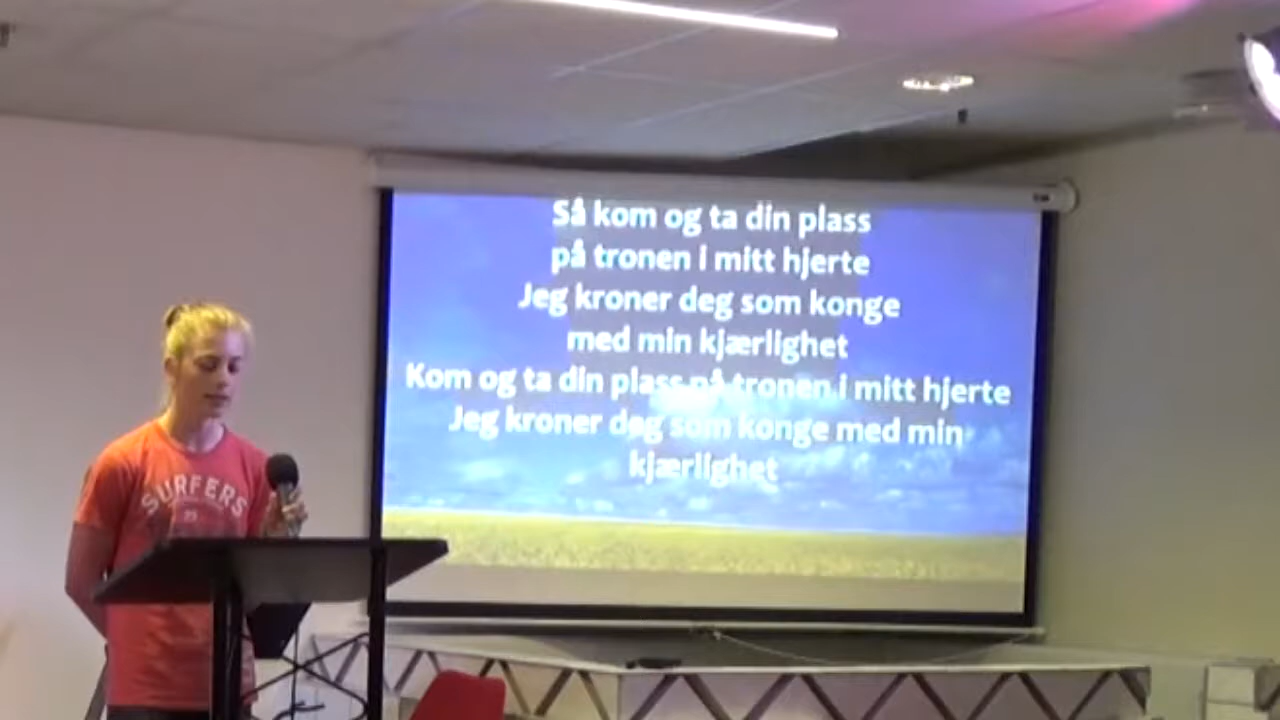 Så kom og ta din plass
på tronen i mitt hjerte
Jeg kroner deg som konge
med min kjærlighet
Kom og ta din plass på tronen i mitt hjerte
Jeg kroner deg som konge med min
kjærlighet
SURFERS